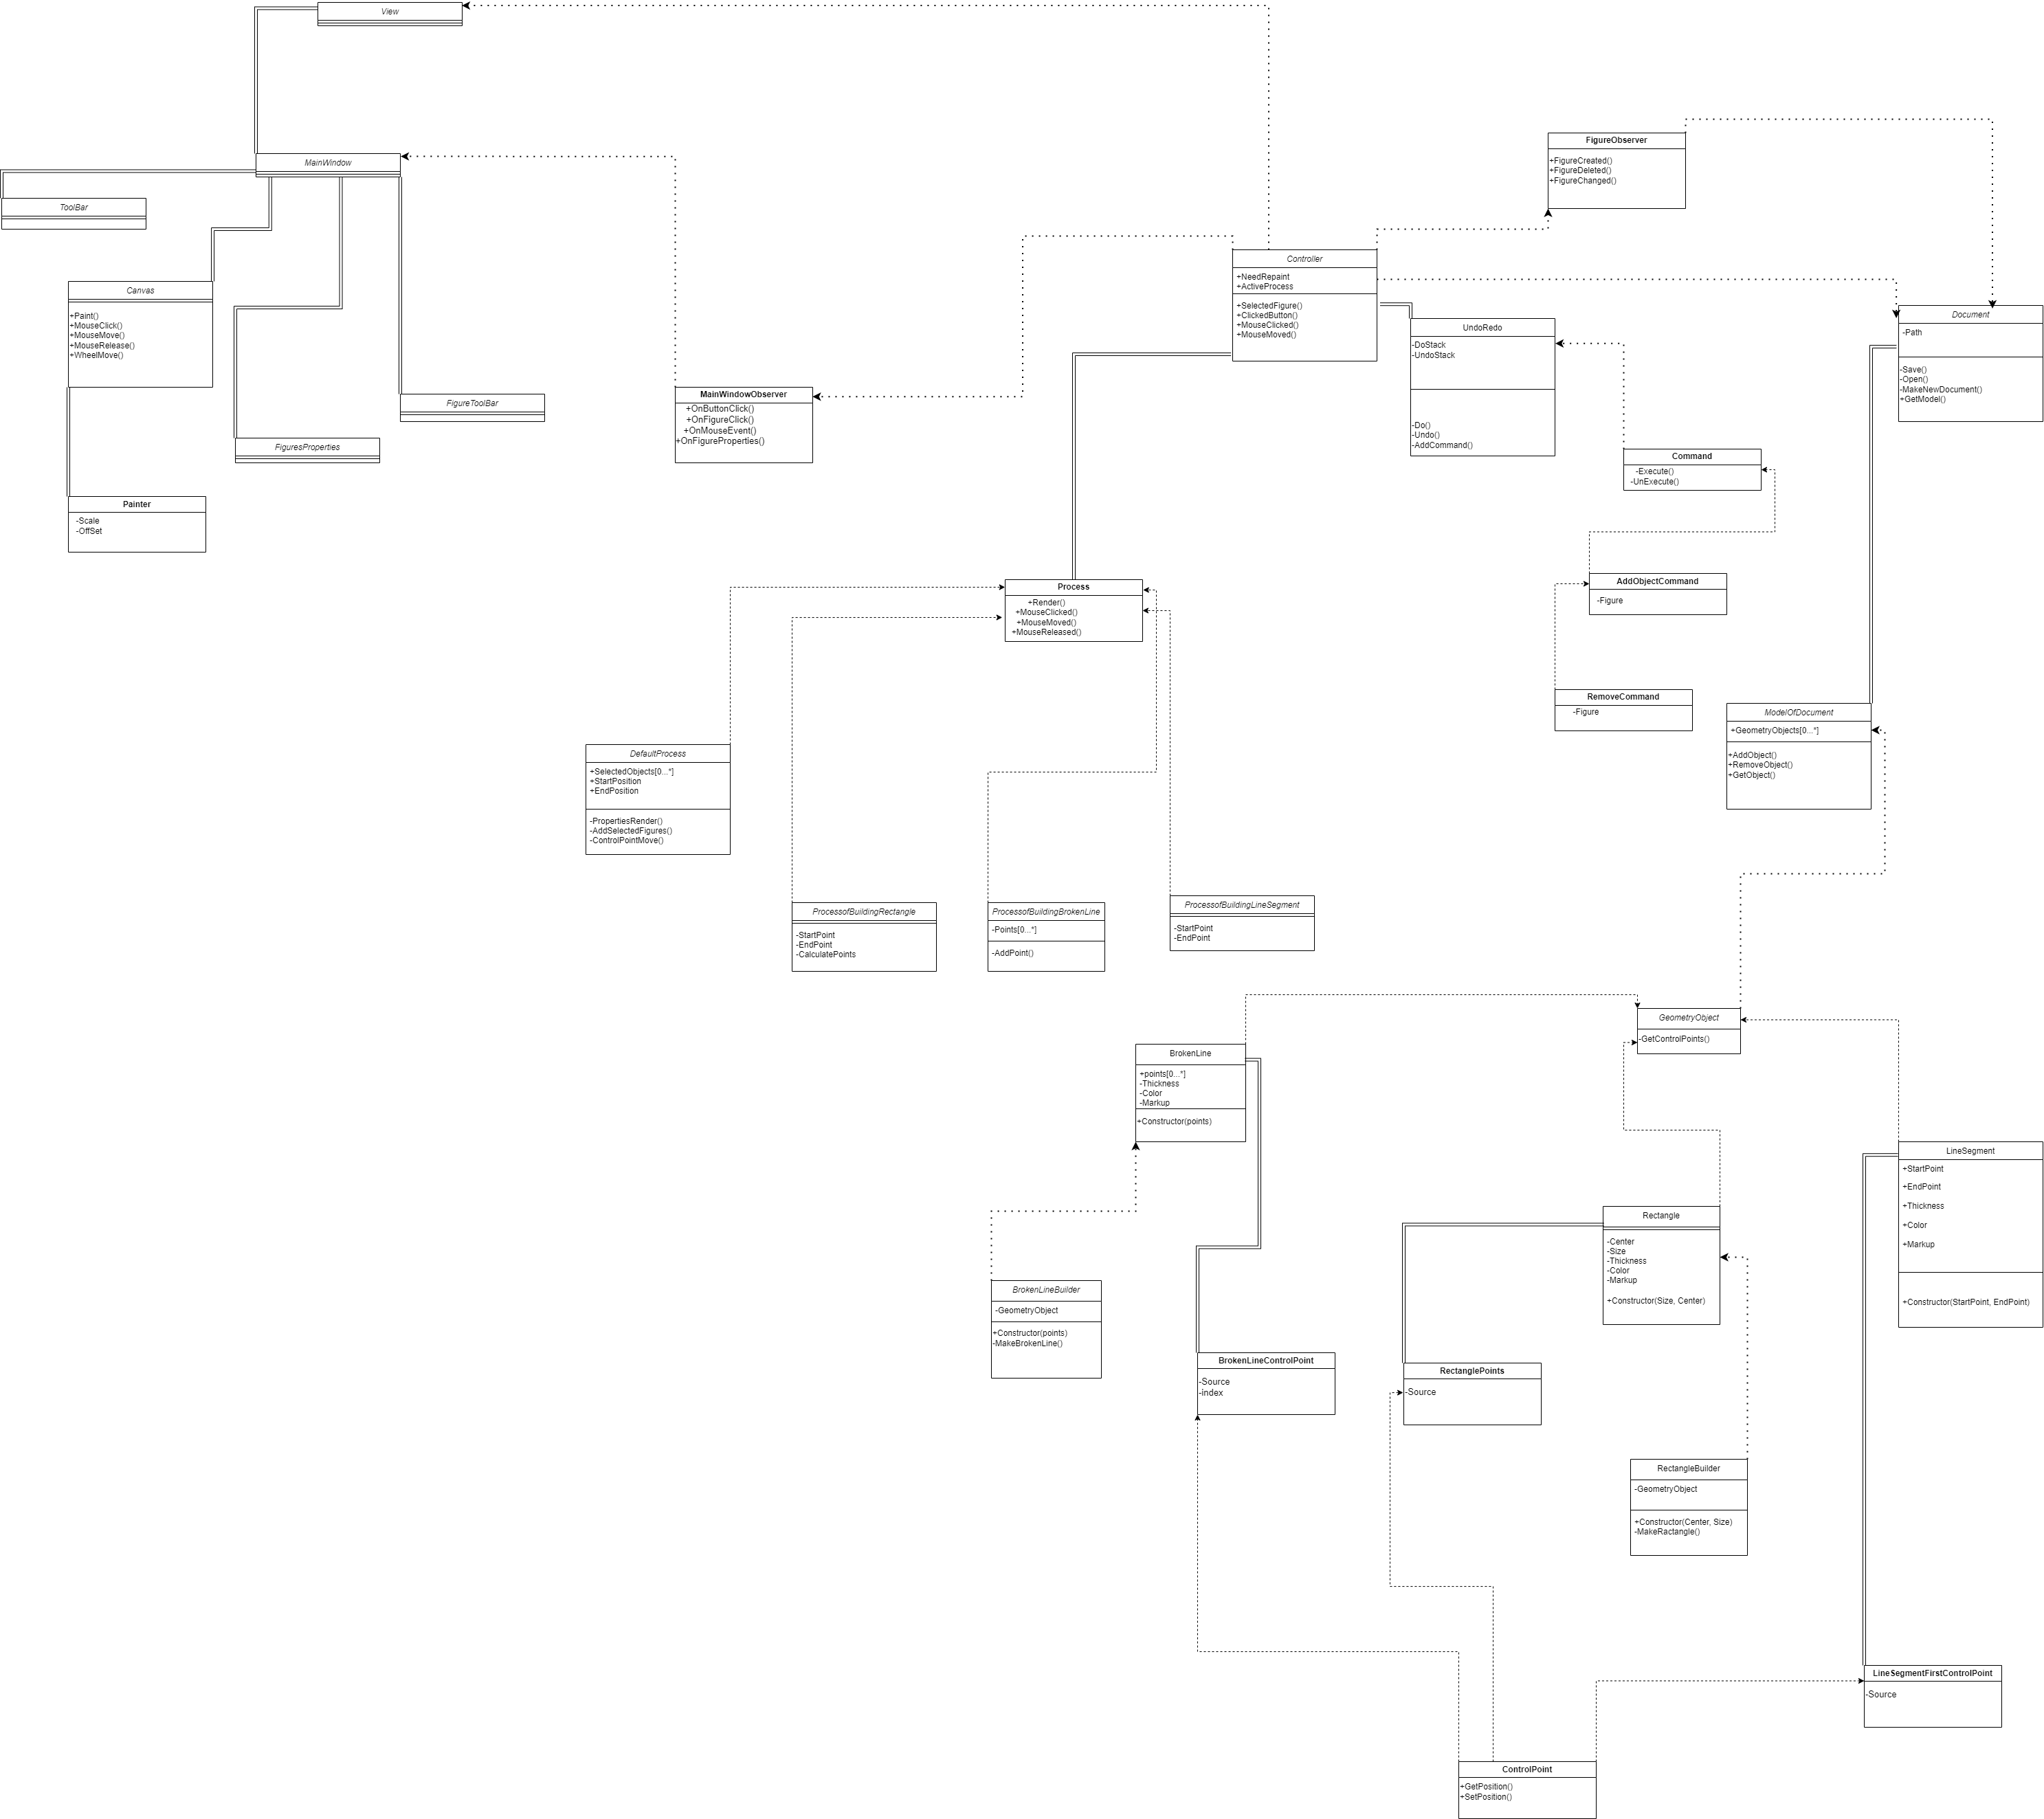 View
MainWindow
ToolBar
Canvas
+Paint()
+MouseClick()
+MouseMove()
+MouseRelease()
+WheelMove()
FigureToolBar
FiguresProperties
Painter
-Scale
-OffSet
MainWindowObserver
+OnButtonClick()
+OnFigureClick()
+OnMouseEvent()
+OnFigureProperties()
FigureObserver
+FigureCreated()
+FigureDeleted()
+FigureChanged()
Controller
+NeedRepaint
+ActiveProcess
+SelectedFigure()
+ClickedButton()
+MouseClicked()
+MouseMoved()
UndoRedo
-DoStack
-UndoStack
-Do()
-Undo()
-AddCommand()
Document
-Path
-Save()
-Open()
-MakeNewDocument()
+GetModel()
Command
-Execute()
-UnExecute()
AddObjectCommand
-Figure
RemoveCommand
-Figure
Process
+Render()
+MouseClicked()
+MouseMoved()
+MouseReleased()
ModelOfDocument
+GeometryObjects[0...*]
+AddObject()
+RemoveObject()
+GetObject()
DefaultProcess
+SelectedObjects[0...*]
+StartPosition
+EndPosition
-PropertiesRender()
-AddSelectedFigures()
-ControlPointMove()
ProcessofBuildingRectangle
-StartPoint
-EndPoint
-CalculatePoints
ProcessofBuildingBrokenLine
-Points[0...*]
-AddPoint()
ProcessofBuildingLineSegment
-StartPoint
-EndPoint
GeometryObject
-GetControlPoints()
BrokenLine
+points[0...*]
-Thickness
-Color
-Markup
+Constructor(points)
LineSegment
+StartPoint
+EndPoint
+Thickness
+Color
+Markup
+Constructor(StartPoint, EndPoint)
Rectangle
-Center
-Size
-Thickness
-Color
-Markup
+Constructor(Size, Center)
BrokenLineBuilder
-GeometryObject
+Constructor(points)
-MakeBrokenLine()
BrokenLineControlPoint
-Source
-index
RectanglePoints
-Source
RectangleBuilder
-GeometryObject
+Constructor(Center, Size)
-MakeRactangle()
LineSegmentFirstControlPoint
-Source
ControlPoint
+GetPosition()
+SetPosition()